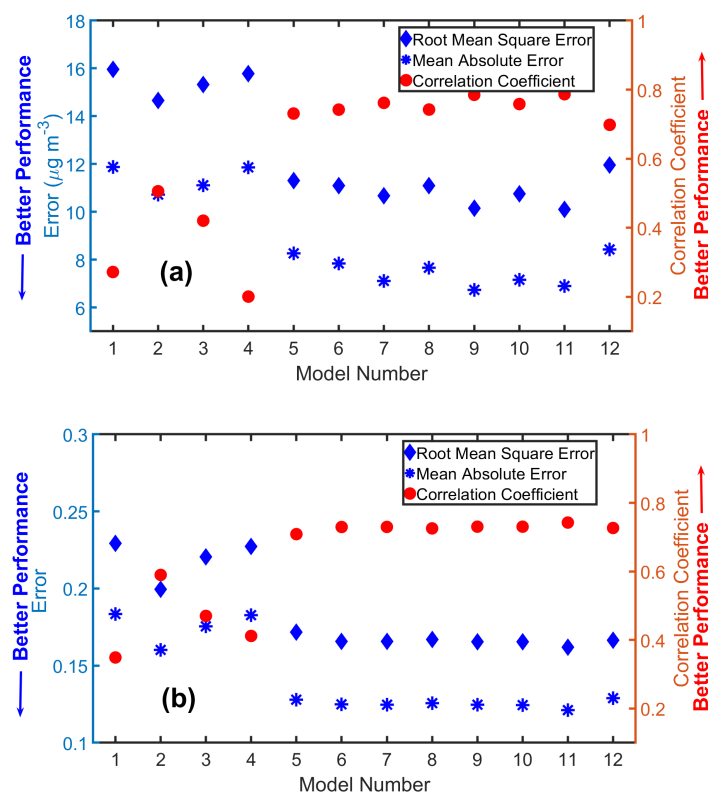 18
16
14
12
10
8
6
Better Performance
Error (μg m⁻³)
Root Mean Square Error
Mean Absolute Error
Correlation Coefficient
(a)
1
0.8
0.6
0.4
0.2
Correlation Coefficient
Better Performance
1 2 3 4 5 6 7 8 9 10 11 12
Model Number
0.3
0.25
0.2
0.15
0.1
Better Performance
Error
Root Mean Square Error
Mean Absolute Error
Correlation Coefficient
(b)
1
0.8
0.6
0.4
0.2
Correlation Coefficient
Better Performance
1 2 3 4 5 6 7 8 9 10 11 12
Model Number